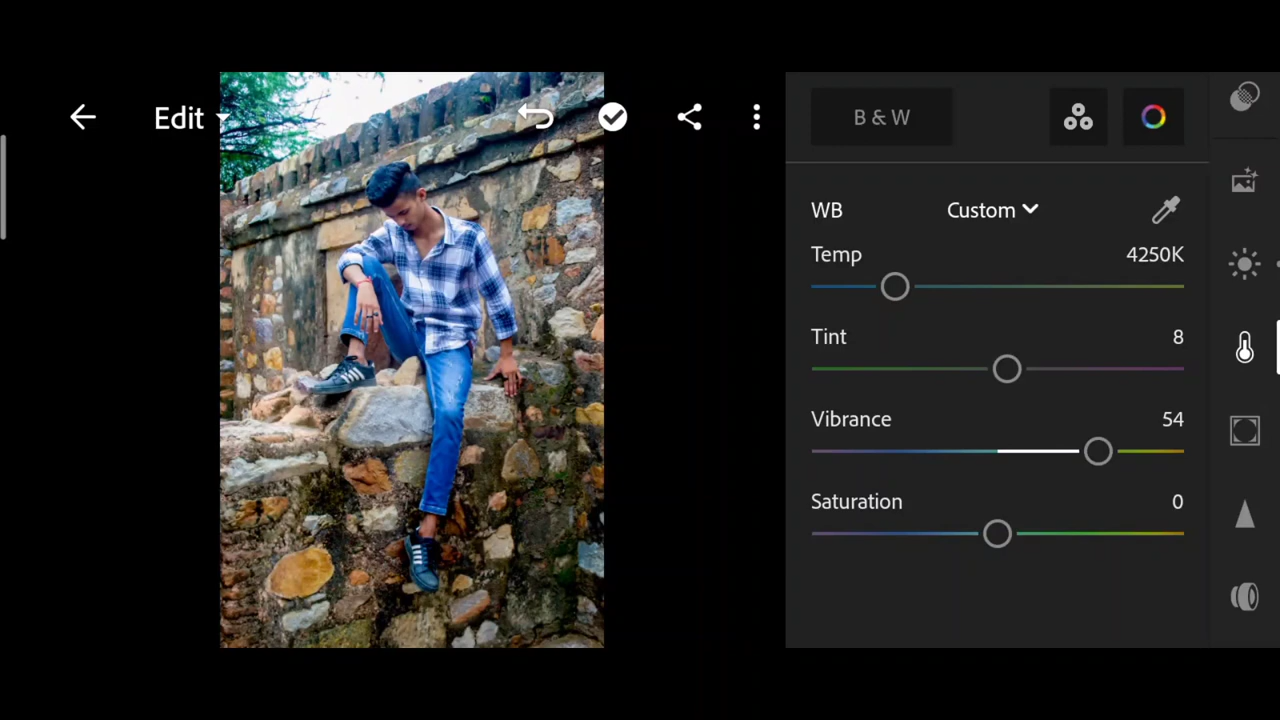 Edit
B & W
WB Custom
Temp 4250K
Tint 8
Vibrance 54
Saturation 0